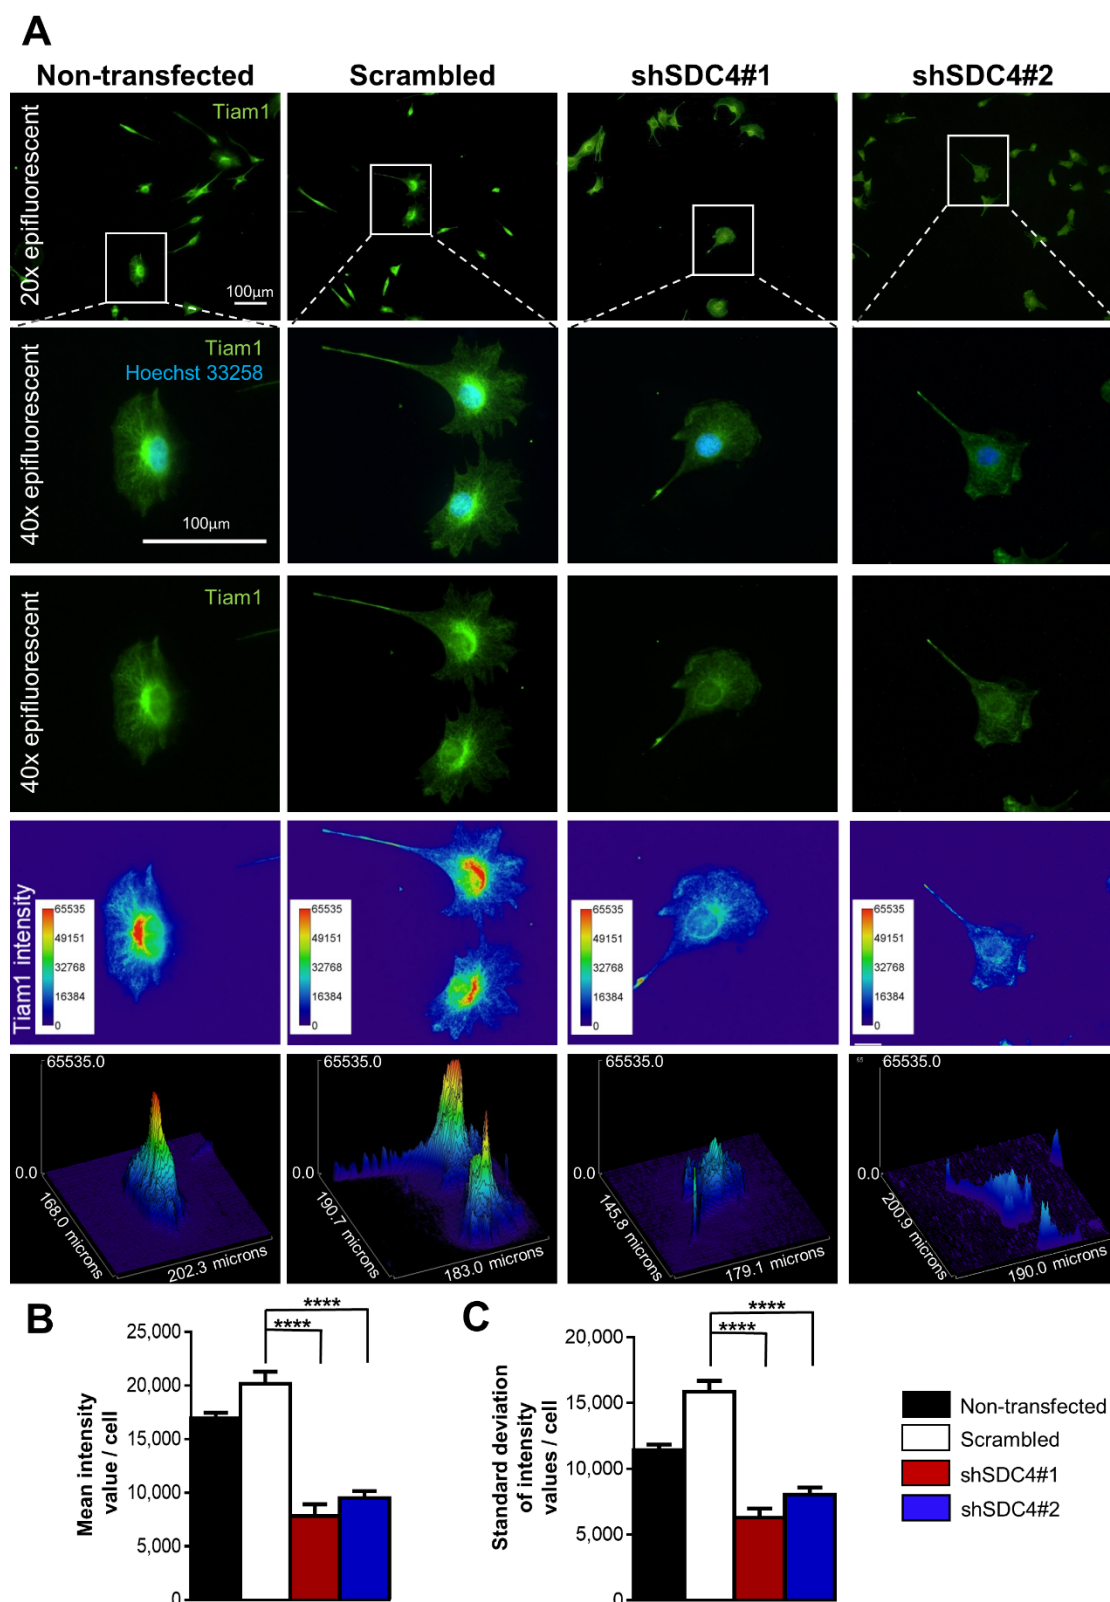 A
Non-transfected
Scrambled
shSDC4#1
shSDC4#2
20x epifluorescent
Tiam1
100µm
40x epifluorescent
Tiam1
Hoechst 33258
100µm
40x epifluorescent
Tiam1
Tiam1 intensity
65535
49151
32768
16384
0
65535
49151
32768
16384
0
65535
49151
32768
16384
0
65535
49151
32768
16384
0
65535.0
0.0
168.0 microns
202.3 microns
65535.0
0.0
190.7 microns
183.0 microns
65535.0
0.0
145.8 microns
179.1 microns
65
65535.0
0.0
200.9 microns
190.0 microns
B
Mean intensity
value / cell
25,000
20,000
15,000
10,000
5,000
0
****
****
C
Standard deviation
of intensity
values / cell
20,000
15,000
10,000
5,000
0
****
****
Non-transfected
Scrambled
shSDC4#1
shSDC4#2